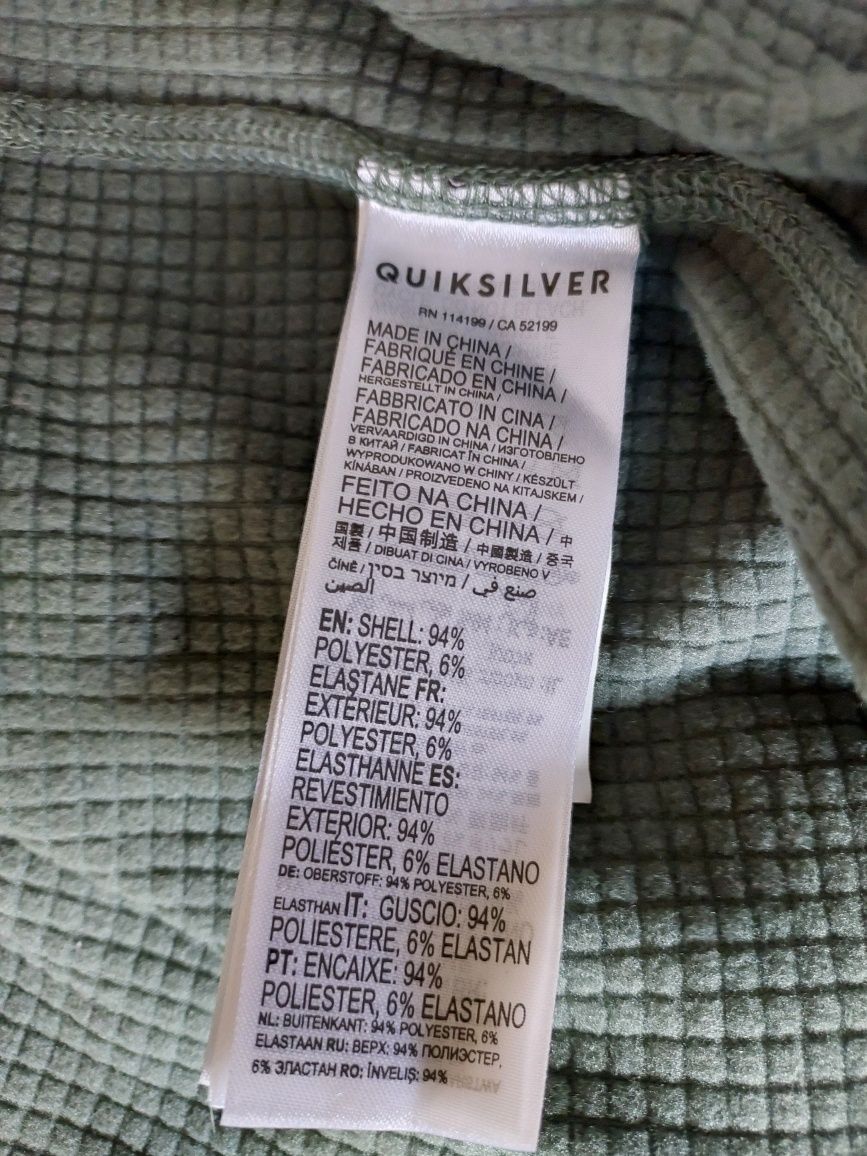 QUIKSILVER
RN 114199 / CA 52199
MADE IN CHINA /
FABRIQUÉ EN CHINE /
FABRICADO EN CHINA /
HERGESTELLT IN CHINA /
FABBRICATO IN CINA /
FABRICADO NA CHINA /
VERVAARDIGD IN CHINA / ИЗГОТОВЛЕНО
В КИТАЙ / FABRICAT ÎN CHINA /
WYPRODUKOWANO W CHINY / KÉSZÜLT
KÍNÁBAN / PROIZVEDENO NA KITAJSKEM /
FEITO NA CHINA /
HECHO EN CHINA / 中
国製 / 中国制造 / 中國製造 / 중국
제품 / DIBUAT DI CINA / VYROBENO V
ČÍNĚ / מיוצר בסין / صنع في
الصين
EN: SHELL: 94%
POLYESTER, 6%
ELASTANE FR:
EXTÉRIEUR: 94%
POLYESTER, 6%
ELASTHANNE ES:
REVESTIMIENTO
EXTERIOR: 94%
POLIÉSTER, 6% ELASTANO
DE: OBERSTOFF: 94% POLYESTER, 6%
ELASTHAN IT: GUSCIO: 94%
POLIESTERE, 6% ELASTAN
PT: ENCAIXE: 94%
POLIÉSTER, 6% ELASTANO
NL: BUITENKANT: 94% POLYESTER, 6%
ELASTAAN RU: ВЕРХ: 94% ПОЛИЭСТЕР,
6% ЭЛАСТАН RO: ÎNVELIŞ: 94%